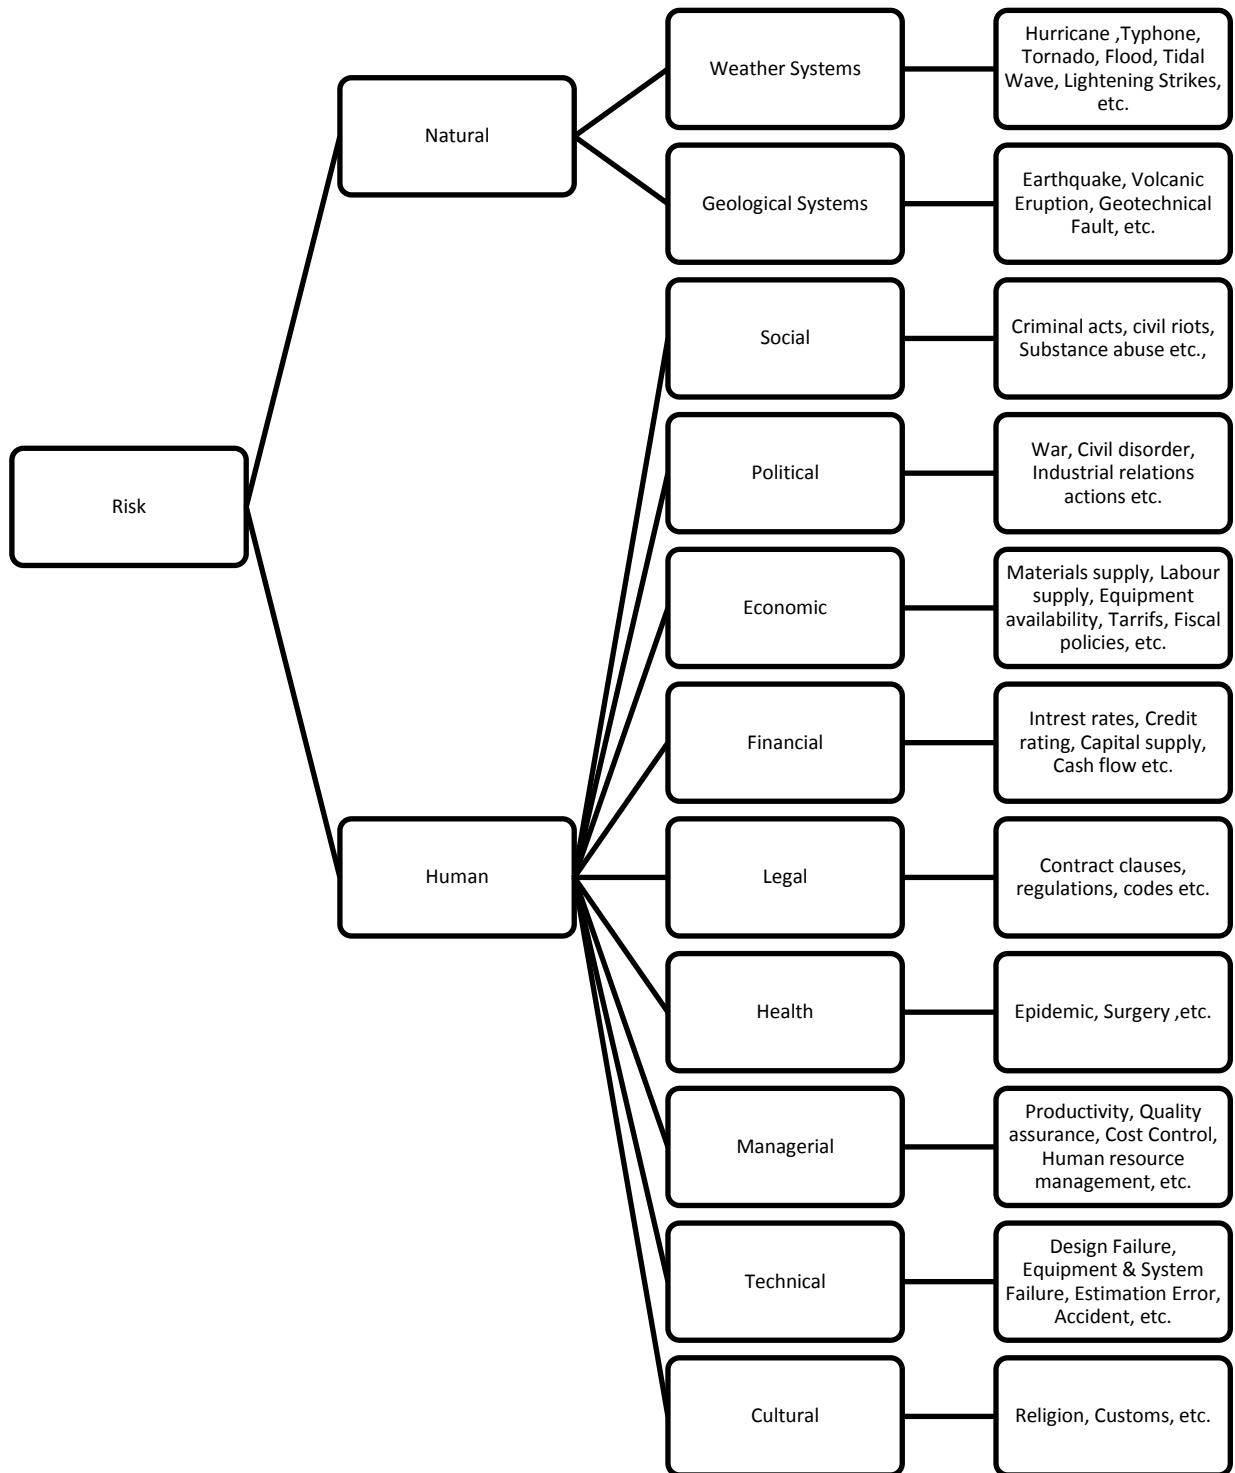 Risk
Natural
Weather Systems
Hurricane ,Typhone,
Tornado, Flood, Tidal
Wave, Lightening Strikes,
etc.
Geological Systems
Earthquake, Volcanic
Eruption, Geotechnical
Fault, etc.
Human
Social
Criminal acts, civil riots,
Substance abuse etc.,
Political
War, Civil disorder,
Industrial relations
actions etc.
Economic
Materials supply, Labour
supply, Equipment
availability, Tarrifs, Fiscal
policies, etc.
Financial
Intrest rates, Credit
rating, Capital supply,
Cash flow etc.
Legal
Contract clauses,
regulations, codes etc.
Health
Epidemic, Surgery ,etc.
Managerial
Productivity, Quality
assurance, Cost Control,
Human resource
management, etc.
Technical
Design Failure,
Equipment & System
Failure, Estimation Error,
Accident, etc.
Cultural
Religion, Customs, etc.